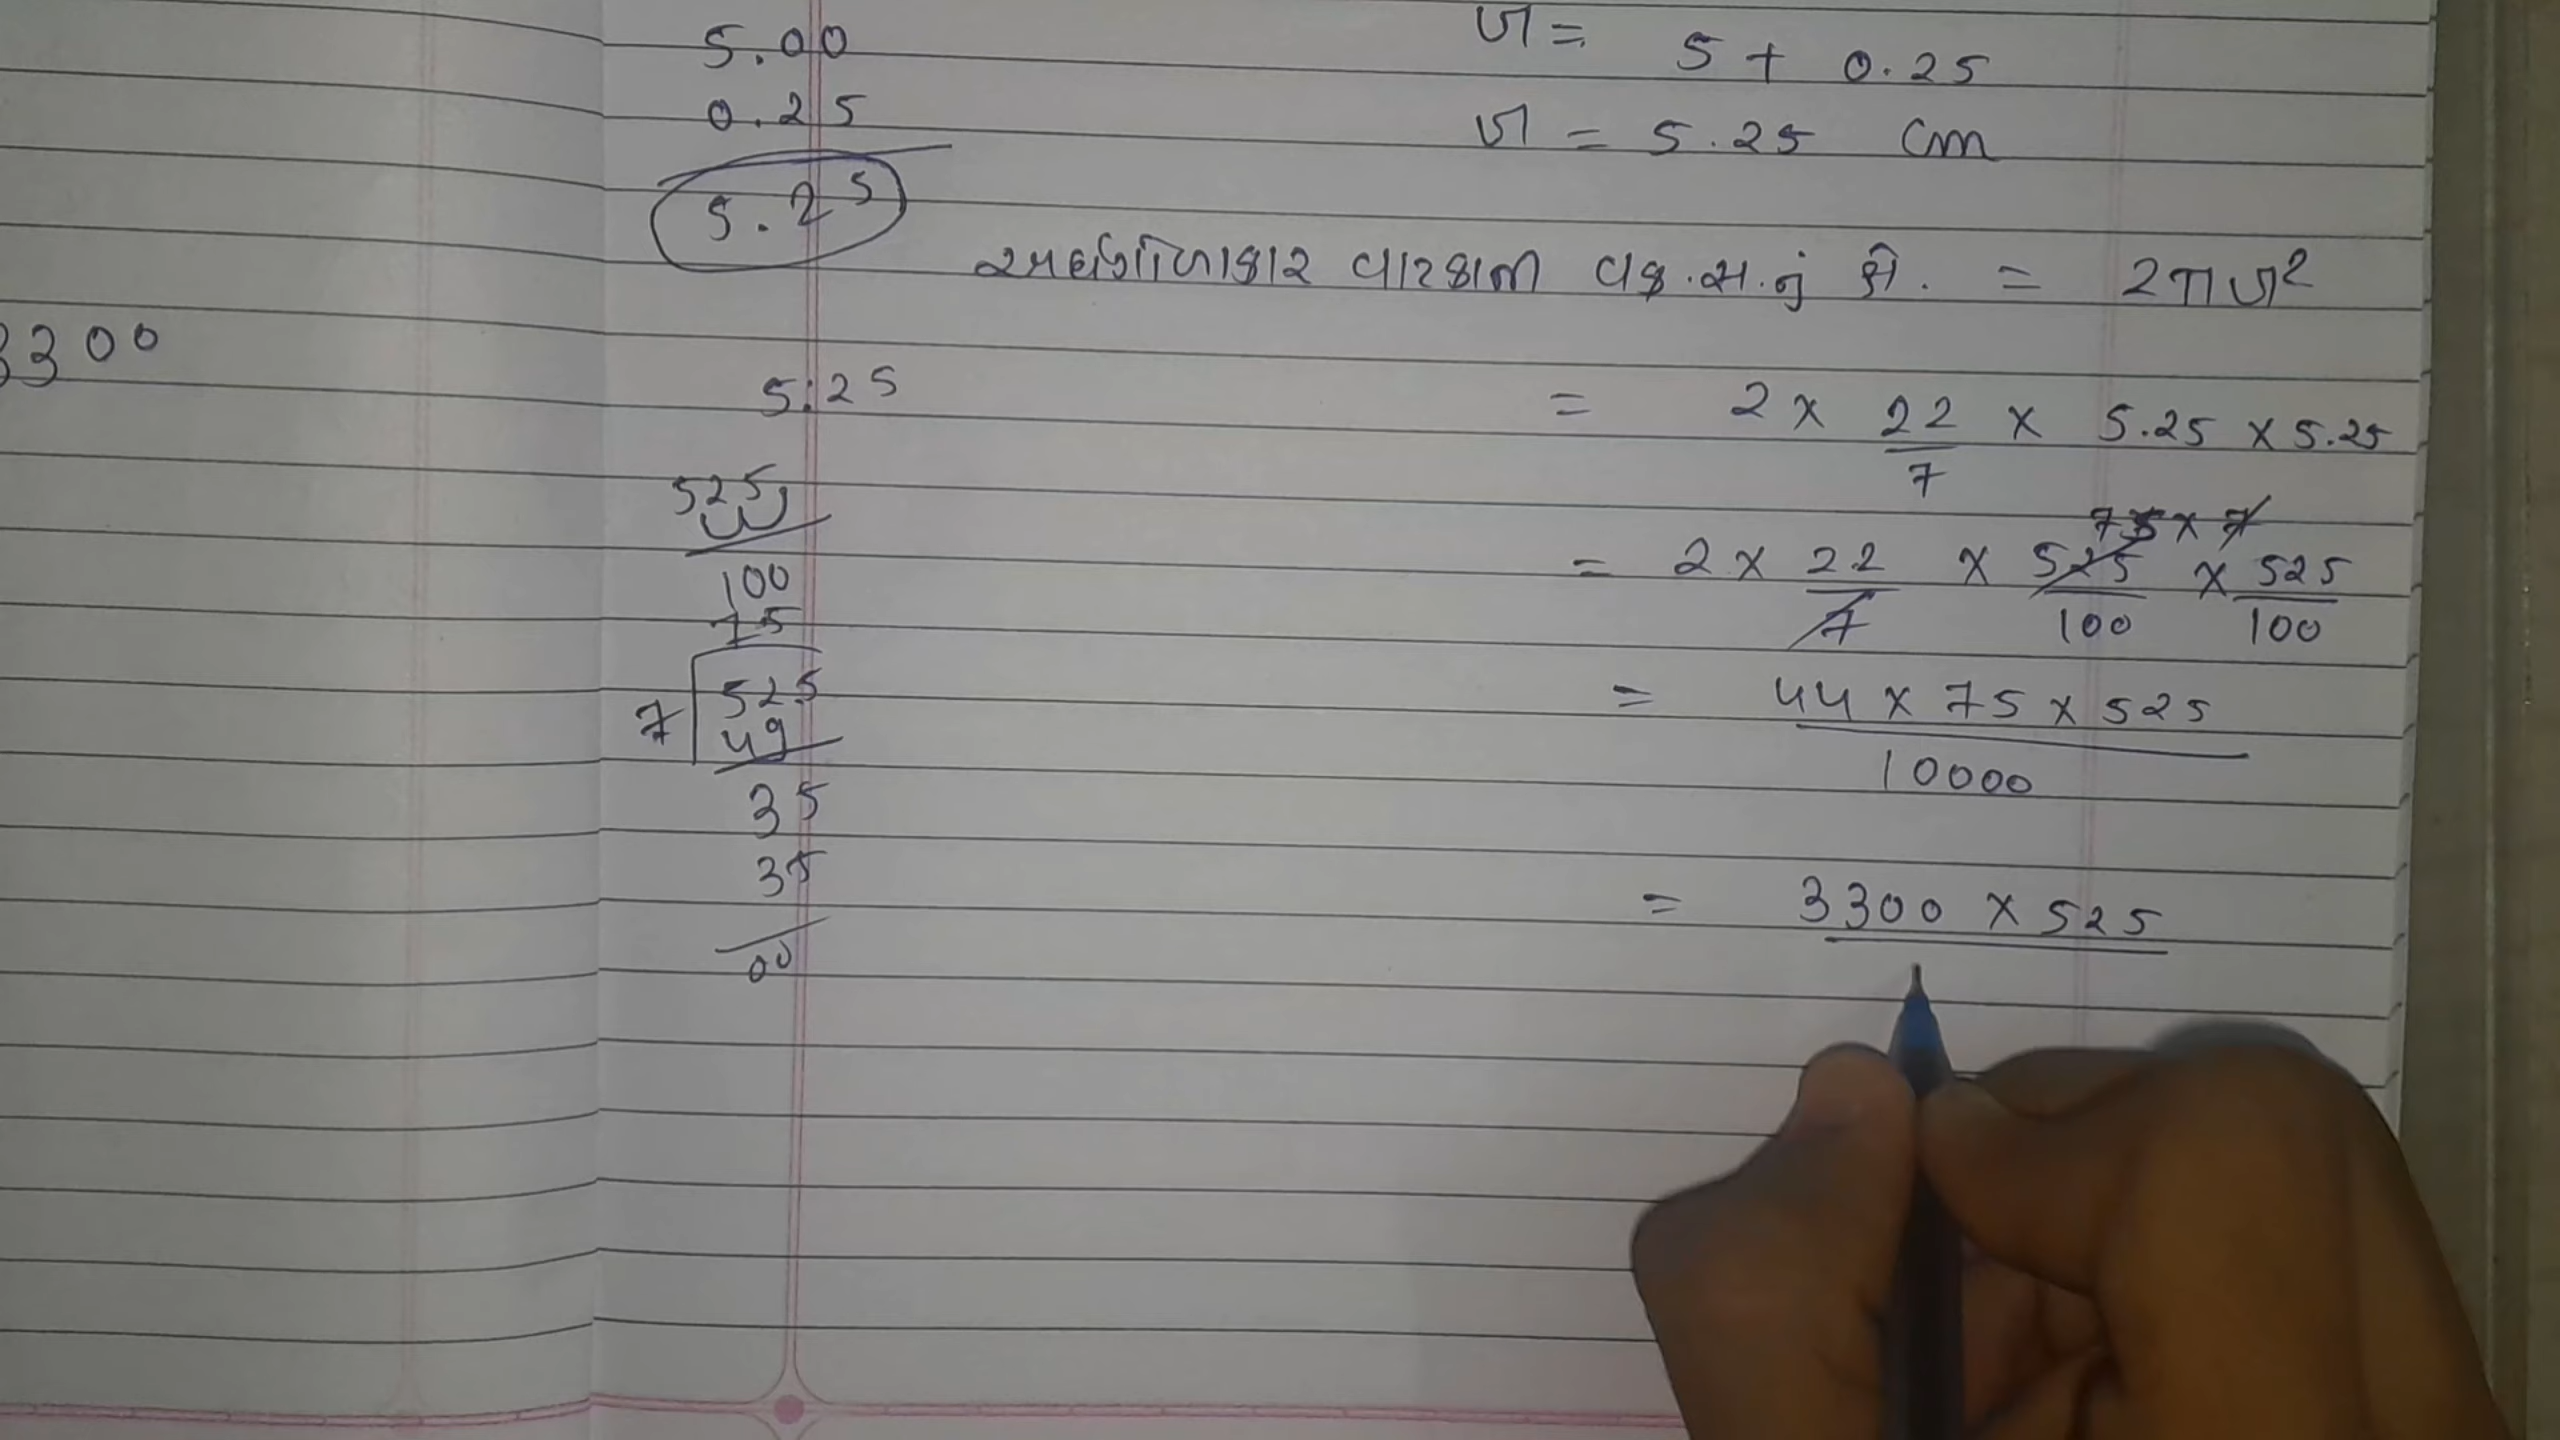 3300
5.00
0.25
5.25
5.25
525
100
75
7 525
49
35
35
00
r = 5 + 0.25
r = 5.25 cm
અર્ધગોળાકાર વાટકાની વક્ર.સ.નું ક્ષે. = 2πr²
= 2 × 22/7 × 5.25 × 5.25
75 × 7
= 2 × 22/7 × 525/100 × 525/100
= 44 × 75 × 525
10000
= 3300 × 525